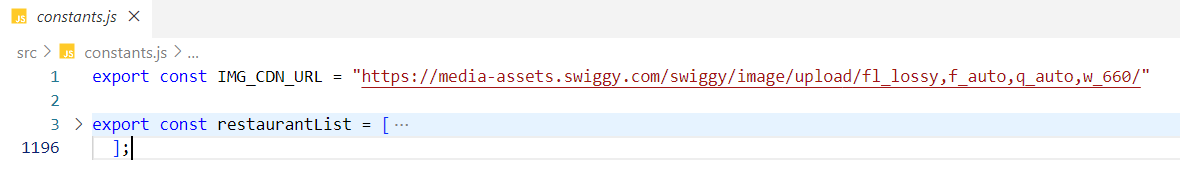 JS constants.js ×
src > JS constants.js > ...
1 export const IMG_CDN_URL = "https://media-assets.swiggy.com/swiggy/image/upload/fl_lossy,f_auto,q_auto,w_660/"
2
3 > export const restaurantList = [ ···
1196 ];